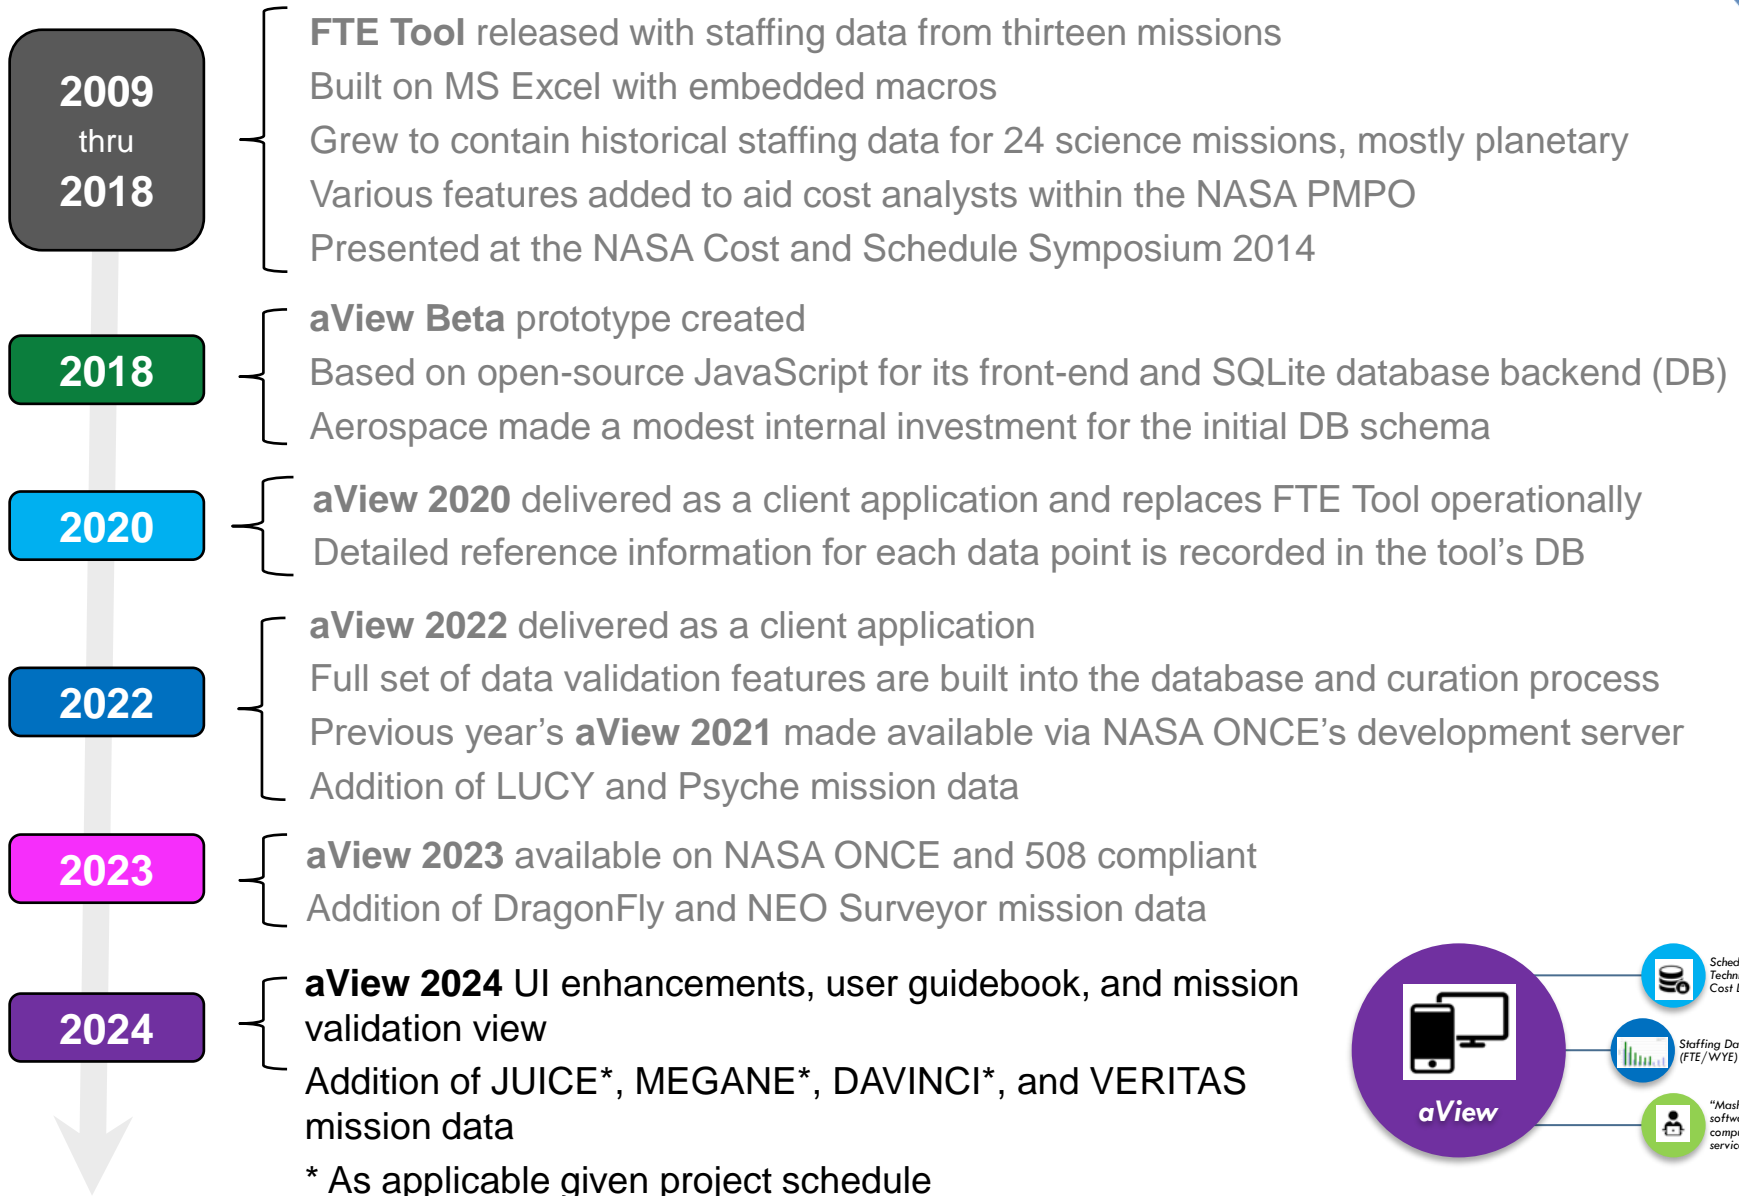 2009
thru
2018
FTE Tool released with staffing data from thirteen missions
Built on MS Excel with embedded macros
Grew to contain historical staffing data for 24 science missions, mostly planetary
Various features added to aid cost analysts within the NASA PMPO
Presented at the NASA Cost and Schedule Symposium 2014
2018
aView Beta prototype created
Based on open-source JavaScript for its front-end and SQLite database backend (DB)
Aerospace made a modest internal investment for the initial DB schema
2020
aView 2020 delivered as a client application and replaces FTE Tool operationally
Detailed reference information for each data point is recorded in the tool’s DB
2022
aView 2022 delivered as a client application
Full set of data validation features are built into the database and curation process
Previous year’s aView 2021 made available via NASA ONCE’s development server
Addition of LUCY and Psyche mission data
2023
aView 2023 available on NASA ONCE and 508 compliant
Addition of DragonFly and NEO Surveyor mission data
2024
aView 2024 UI enhancements, user guidebook, and mission
validation view
Addition of JUICE*, MEGANE*, DAVINCI*, and VERITAS
mission data
* As applicable given project schedule
aView
Cost
Staffing
(FTE/WYE)